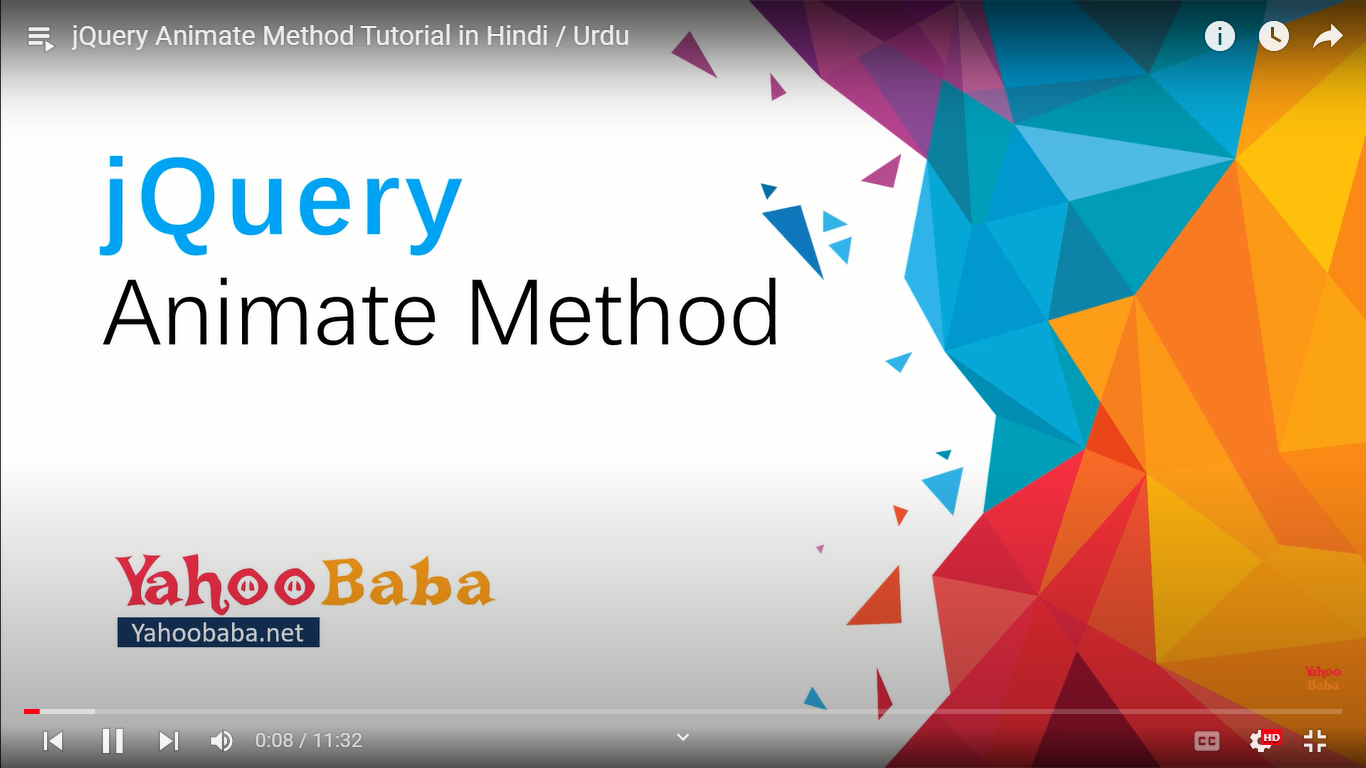 jQuery Animate Method Tutorial in Hindi / Urdu
jQuery
Animate Method
YahooBaba
Yahoobaba.net
Yahoo
Baba
0:08 / 11:32
CC
HD